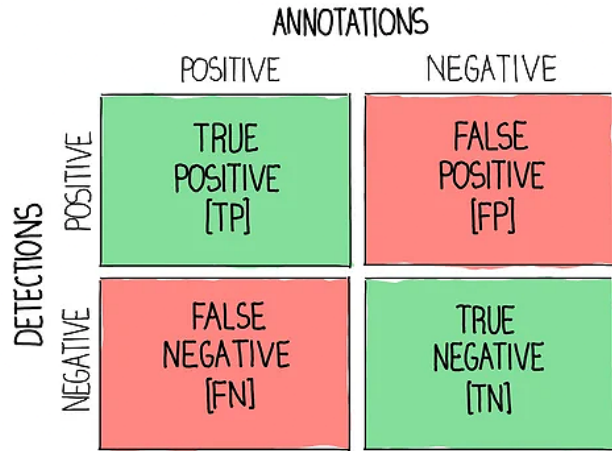 ANNOTATIONS
POSITIVE NEGATIVE
DETECTIONS
POSITIVE
TRUE
POSITIVE
[TP]
FALSE
POSITIVE
[FP]
NEGATIVE
FALSE
NEGATIVE
[FN]
TRUE
NEGATIVE
[TN]